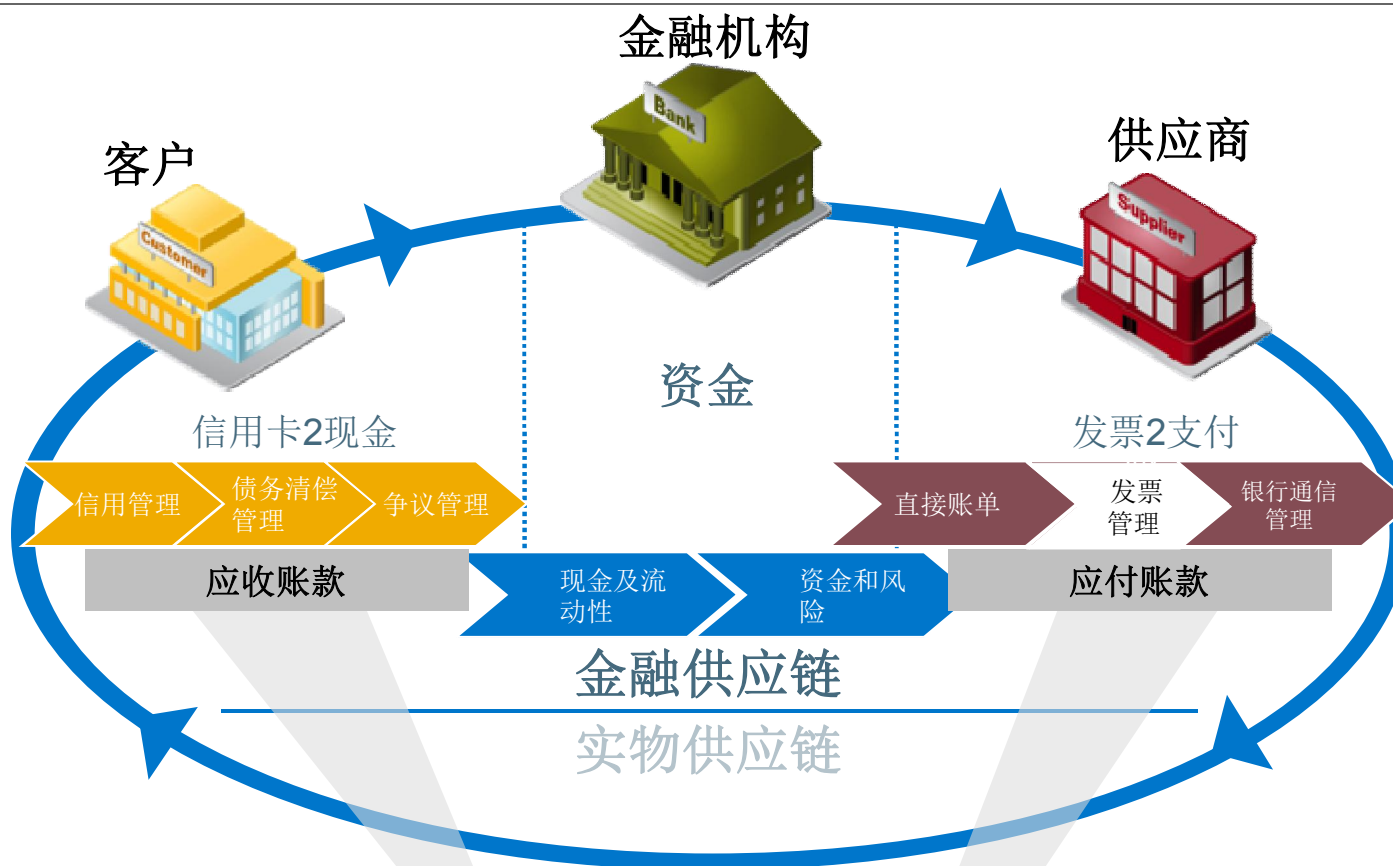 金融机构
Bank
客户
供应商
Customer
Supplier
资金
信用卡2现金
发票2支付
信用管理
债务清偿
管理
争议管理
直接账单
发票
管理
银行通信
管理
应收账款
现金及流
动性
资金和风
险
应付账款
金融供应链
实物供应链